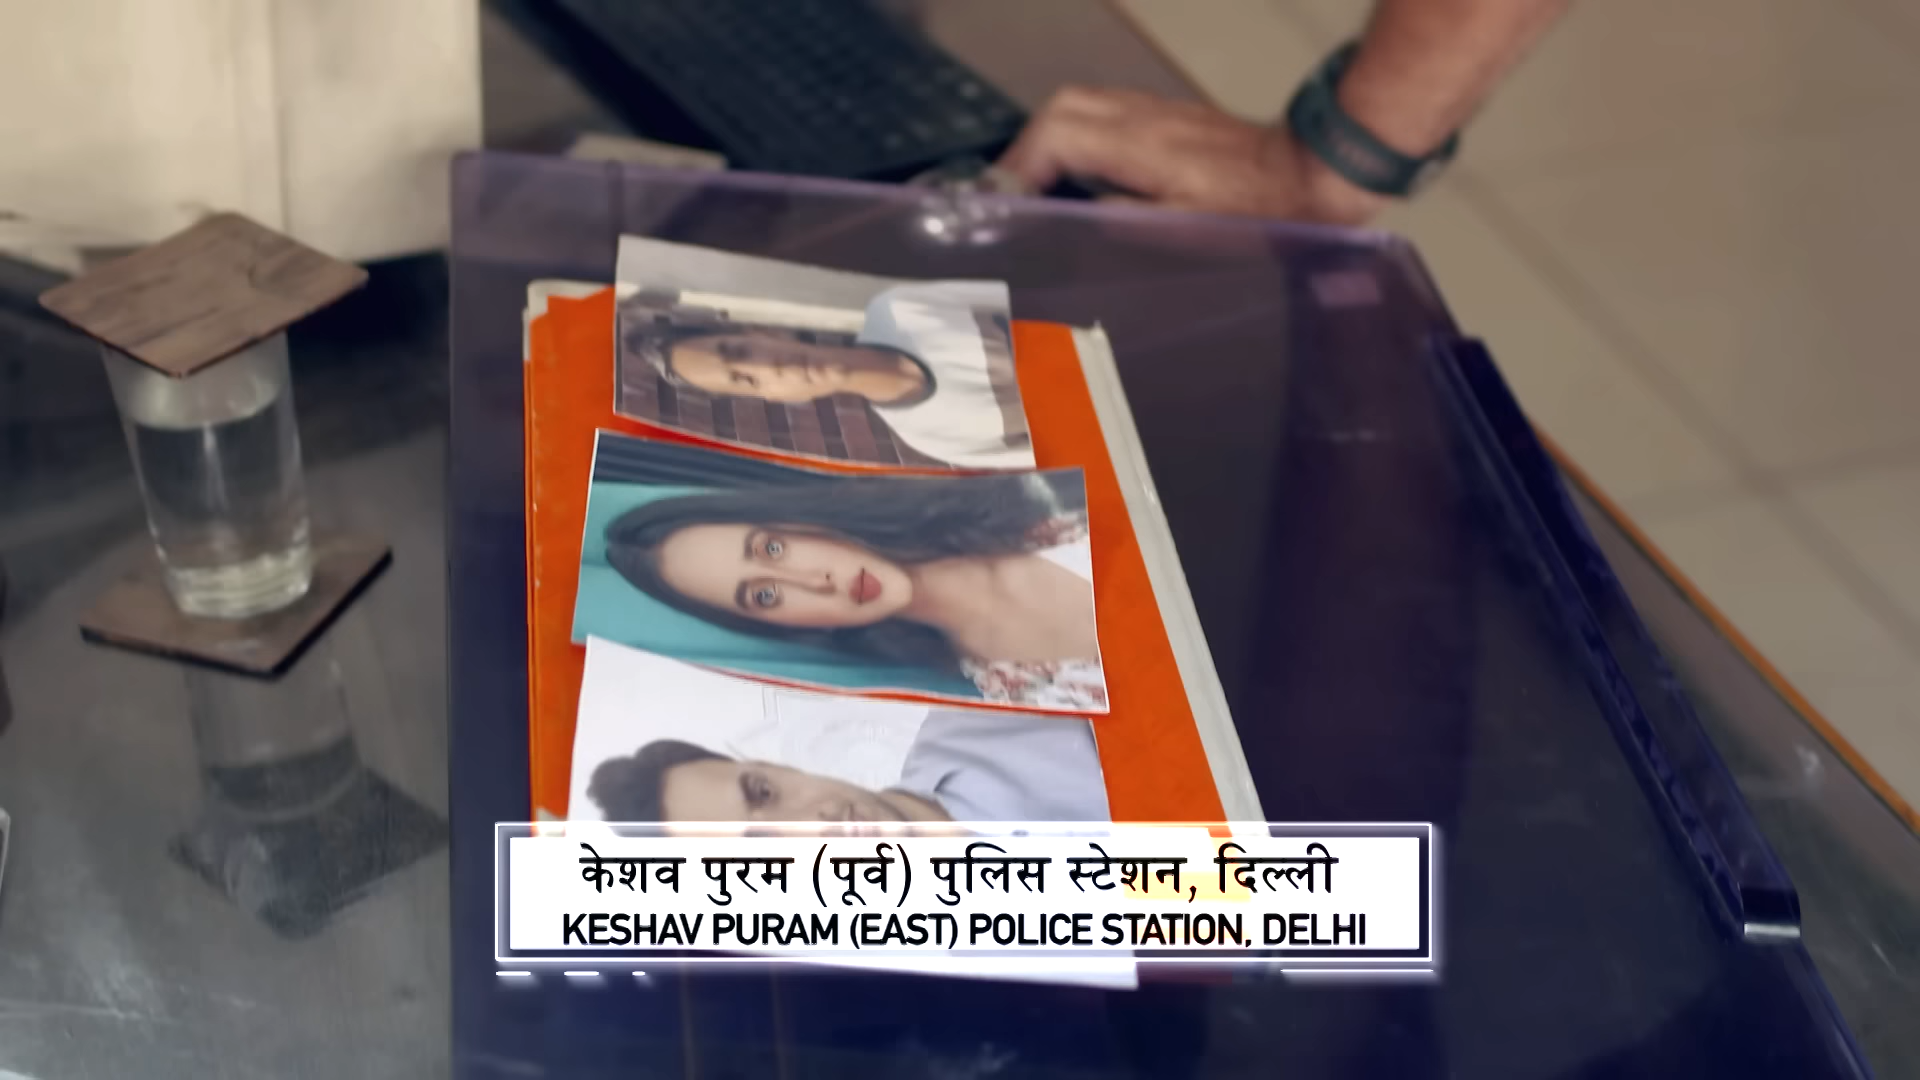 केशव पुरम (पूर्व) पुलिस स्टेशन, दिल्ली
KESHAV PURAM (EAST) POLICE STATION, DELHI